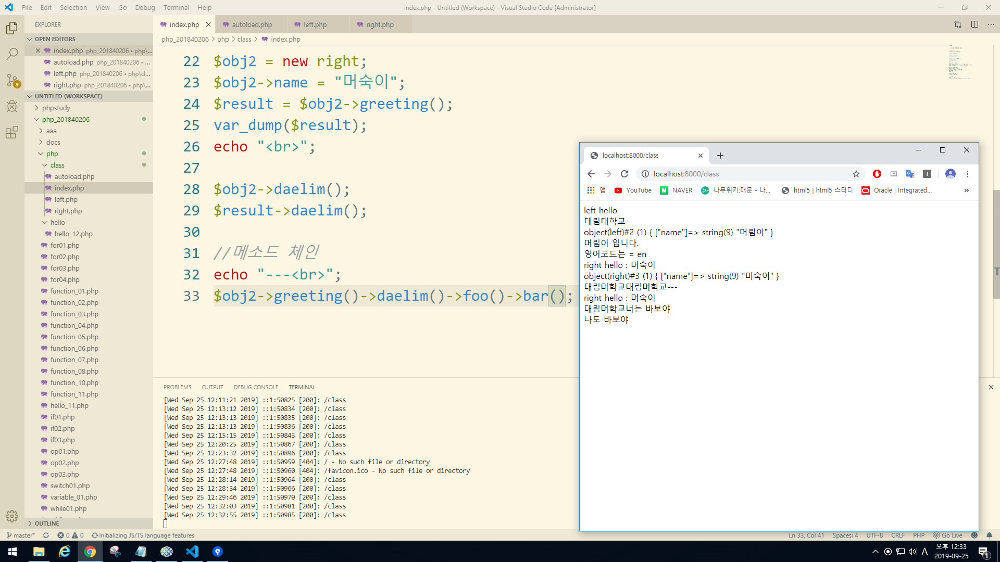 File Edit Selection View Go Debug Terminal Help
index.php - Untitled (Workspace) - Visual Studio Code [Administrator]
EXPLORER
OPEN EDITORS
index.php php_201840206 • php\...
autoload.php php_201840206 • ...
left.php php_201840206 • php\cl...
right.php php_201840206 • php\...
UNTITLED (WORKSPACE)
phpstudy
php_201840206
aaa
docs
php
class
autoload.php
index.php
left.php
right.php
hello
hello_12.php
for01.php
for02.php
for03.php
for04.php
function_01.php
function_02.php
function_03.php
function_04.php
function_05.php
function_06.php
function_07.php
function_08.php
function_10.php
function_11.php
hello_11.php
if01.php
if02.php
if03.php
op01.php
op02.php
op03.php
switch01.php
variable_01.php
while01.php
OUTLINE
9
index.php autoload.php left.php right.php
php_201840206 > php > class > index.php
22 $obj2 = new right;
23 $obj2->name = "머숙이";
24 $result = $obj2->greeting();
25 var_dump($result);
26 echo "<br>";
27
28 $obj2->daelim();
29 $result->daelim();
30
31 //메소드 체인
32 echo "---<br>";
33 $obj2->greeting()->daelim()->foo()->bar();
PROBLEMS OUTPUT DEBUG CONSOLE TERMINAL
[Wed Sep 25 12:11:21 2019] ::1:50825 [200]: /class
[Wed Sep 25 12:13:12 2019] ::1:50834 [200]: /class
[Wed Sep 25 12:13:13 2019] ::1:50835 [200]: /class
[Wed Sep 25 12:13:13 2019] ::1:50836 [200]: /class
[Wed Sep 25 12:15:15 2019] ::1:50843 [200]: /class
[Wed Sep 25 12:20:25 2019] ::1:50867 [200]: /class
[Wed Sep 25 12:23:32 2019] ::1:50896 [200]: /class
[Wed Sep 25 12:27:48 2019] ::1:50959 [404]: / - No such file or directory
[Wed Sep 25 12:27:48 2019] ::1:50960 [404]: /favicon.ico - No such file or directory
[Wed Sep 25 12:28:14 2019] ::1:50964 [200]: /class
[Wed Sep 25 12:28:34 2019] ::1:50966 [200]: /class
[Wed Sep 25 12:29:46 2019] ::1:50970 [200]: /class
[Wed Sep 25 12:32:03 2019] ::1:50981 [200]: /class
[Wed Sep 25 12:32:55 2019] ::1:50985 [200]: /class
localhost:8000/class
localhost:8000/class
앱 YouTube NAVER 나무위키:대문 - 나... html5 | html5 스터디 Oracle | Integrated... »
left hello
대림대학교
object(left)#2 (1) { ["name"]=> string(9) "머림이" }
머림이 입니다.
영어코드는 = en
right hello : 머숙이
object(right)#3 (1) { ["name"]=> string(9) "머숙이" }
대림머학교대림머학교---
right hello : 머숙이
대림머학교너는 바보야
나도 바보야
master* 0 0 Initializing JS/TS language features
Ln 33, Col 41 Spaces: 4 UTF-8 CRLF PHP Go Live
A 오후 12:33
2019-09-25 1